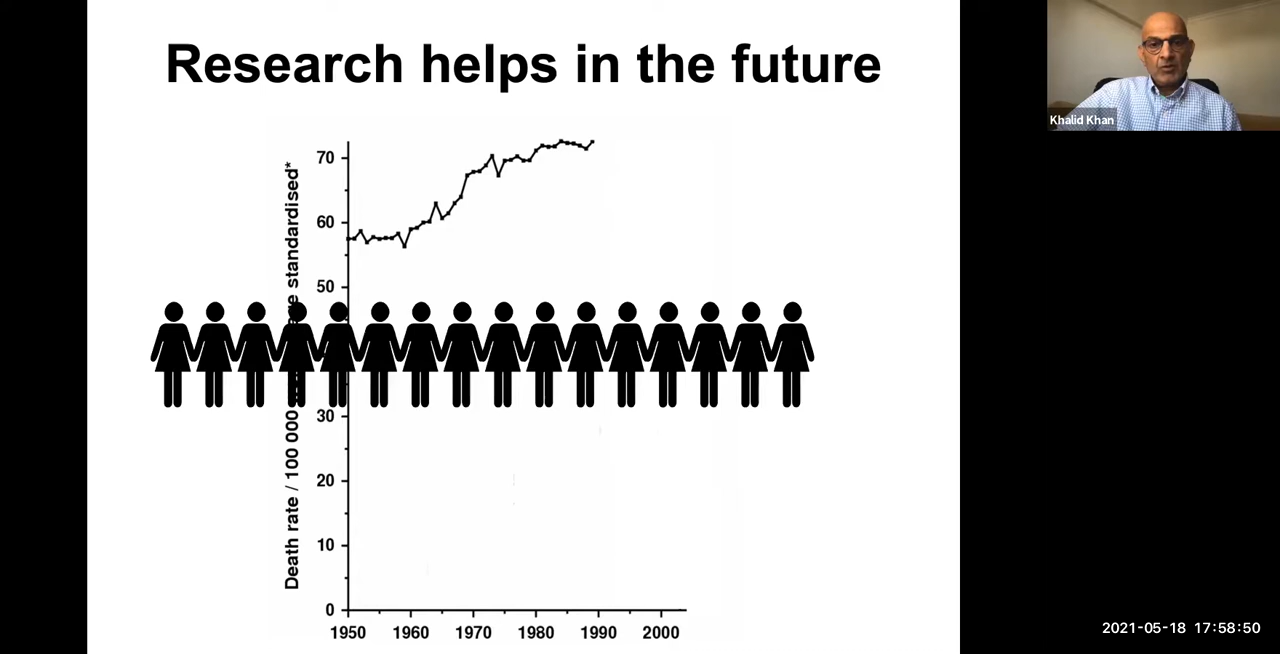 Research helps in the future
Khalid Khan
Death rate / 100 000
standardised*
70
60
50
30
20
10
0
1950 1960 1970 1980 1990 2000
2021-05-18 17:58:50